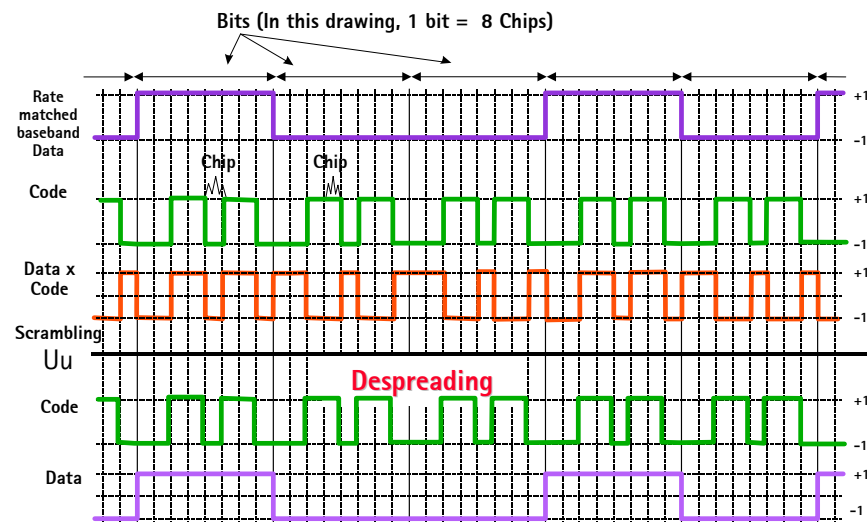 Bits (In this drawing, 1 bit = 8 Chips)
Rate
matched
baseband
Data
+1
-1
Chip
Chip
Code
+1
-1
Data x
Code
+1
-1
Scrambling
Uu
Despreading
Code
+1
-1
Data
+1
-1